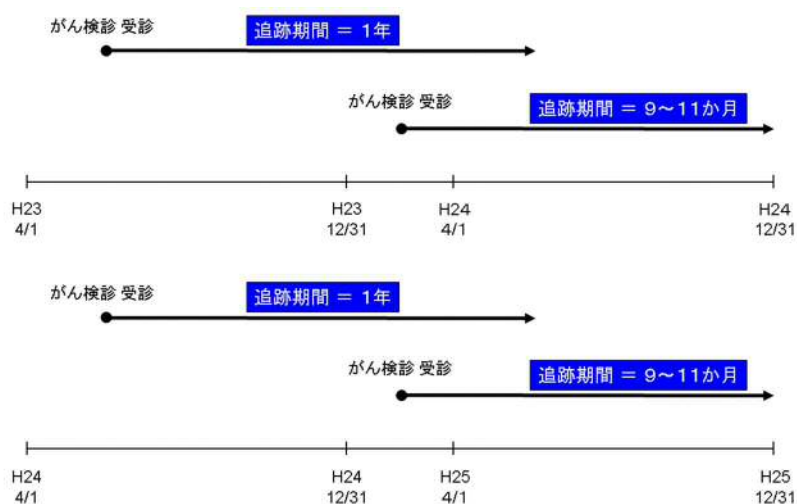 がん検診 受診
追跡期間 = 1年
がん検診 受診
追跡期間 = 9～11か月
H23
4/1
H23
12/31
H24
4/1
H24
12/31
がん検診 受診
追跡期間 = 1年
がん検診 受診
追跡期間 = 9～11か月
H24
4/1
H24
12/31
H25
4/1
H25
12/31